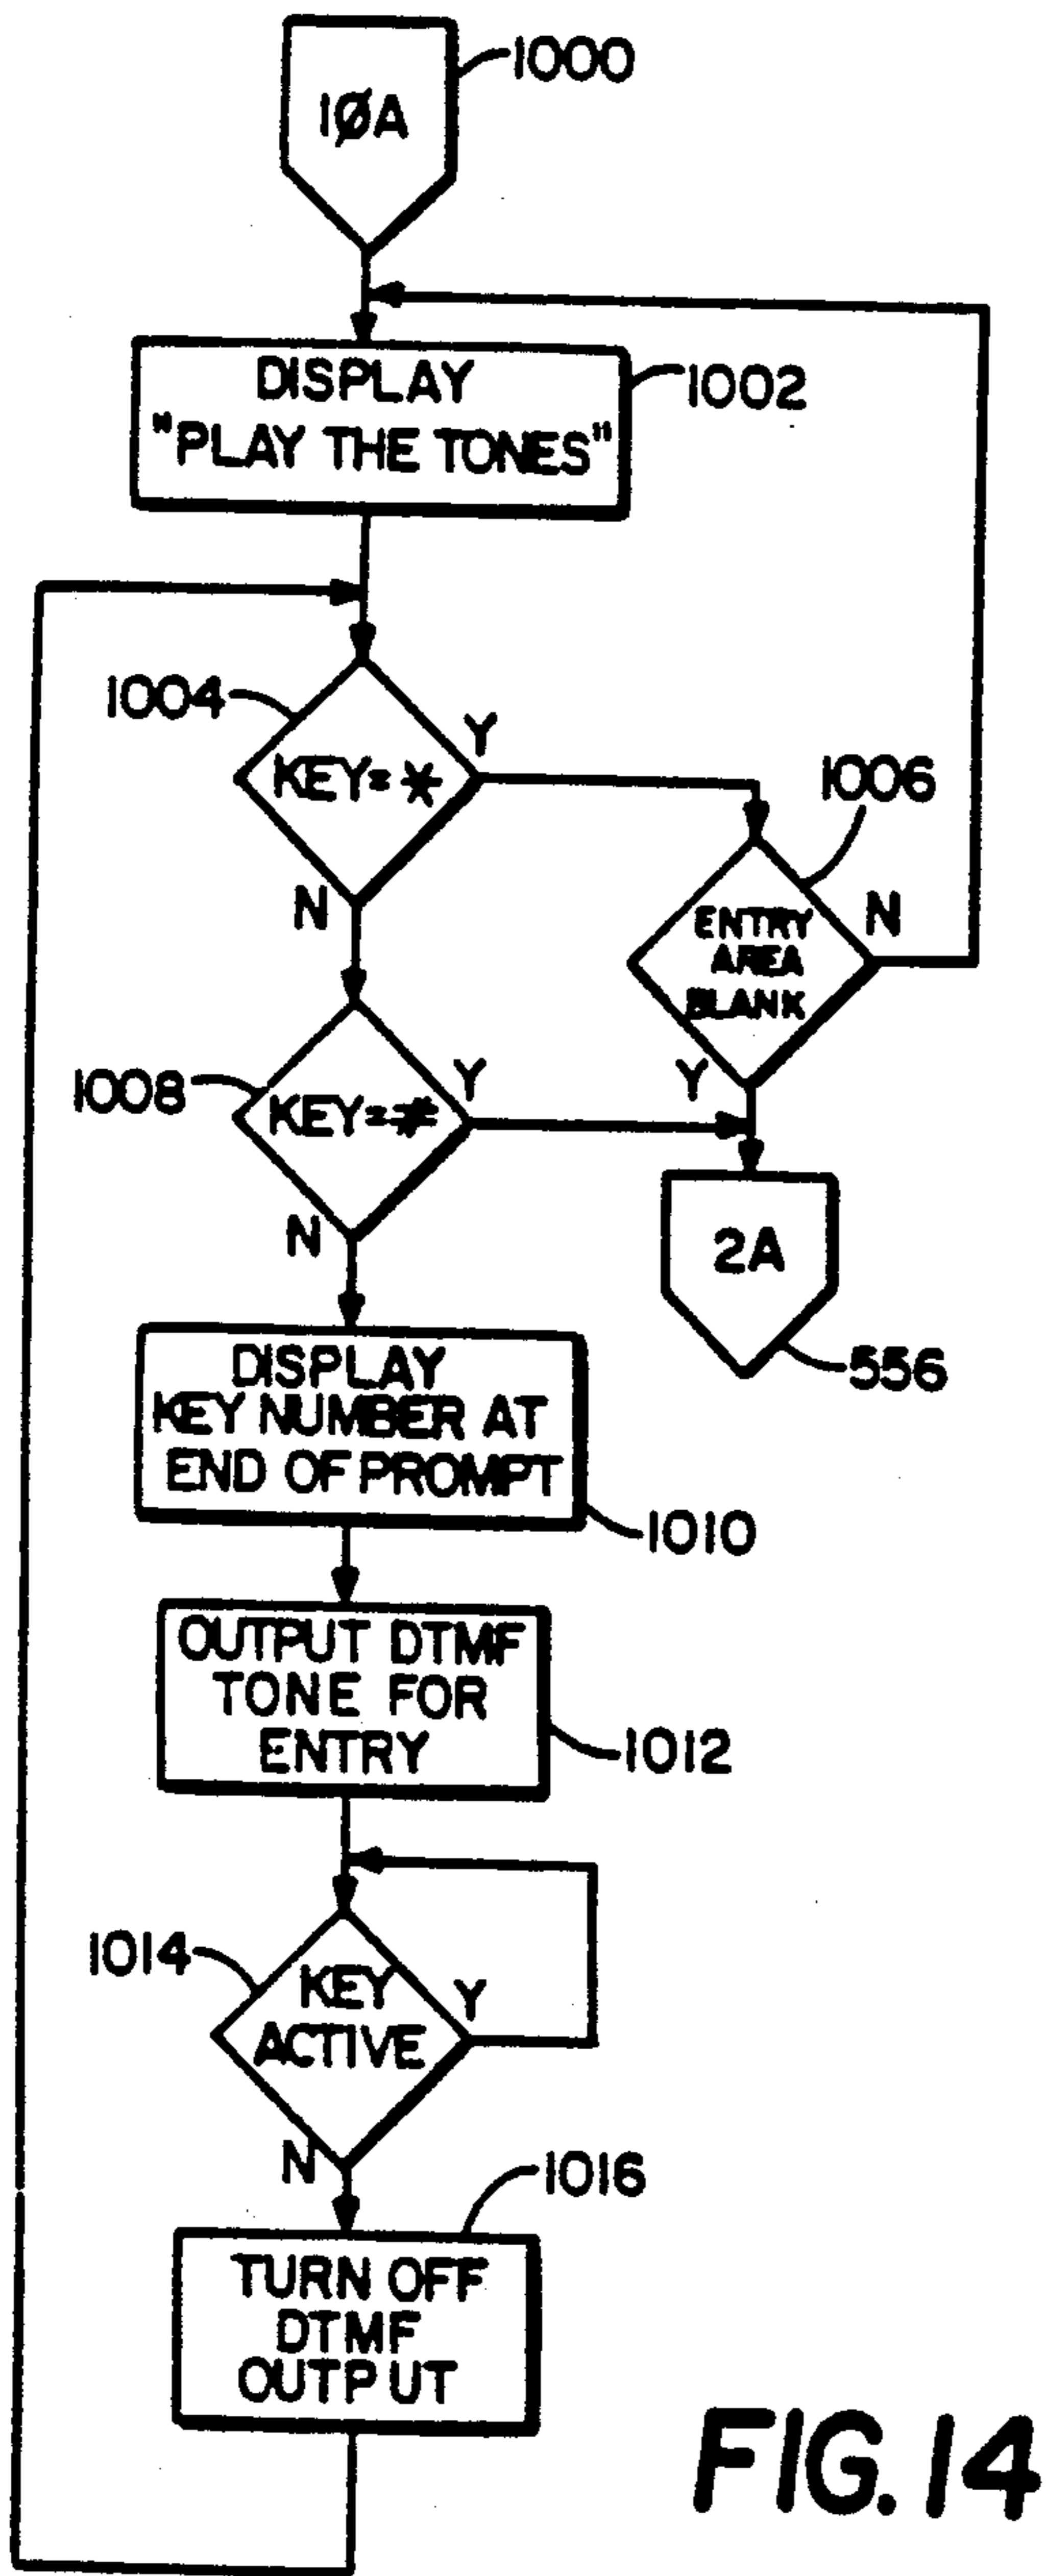 1000
1ØA
DISPLAY
"PLAY THE TONES"
1002
1004
KEY=*
Y
N
1006
ENTRY
AREA
BLANK
N
Y
1008
KEY=#
Y
N
2A
556
DISPLAY
KEY NUMBER AT
END OF PROMPT
1010
OUTPUT DTMF
TONE FOR
ENTRY
1012
1014
KEY
ACTIVE
Y
N
1016
TURN OFF
DTMF
OUTPUT
FIG. 14